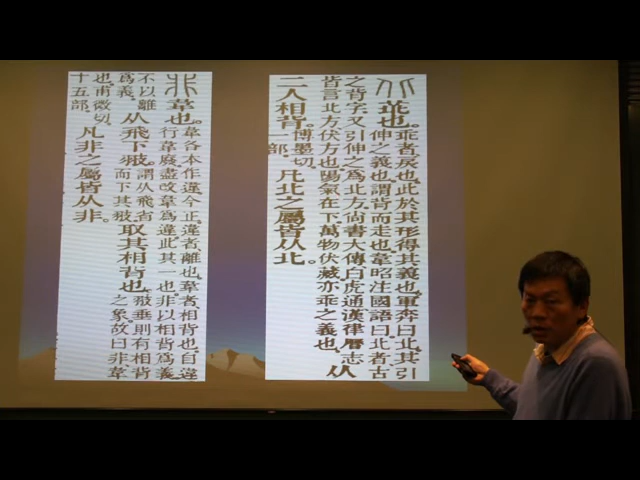 北 乖也。乖者戾也此於其形得其義也軍奔曰北其引
伸之義也謂背而走也韋昭注國語曰北者古
之背字又引伸之爲北方尚書大傳白虎通漢律曆志
皆言北方伏方也陽氣在下萬物伏藏亦乖之義也 从
二人相背。博墨切一部 凡北之屬皆从北。
非 韋也。韋各本作違今正違者離也韋者相背也自違
行韋廢盡改韋爲違此其一也非以相背爲義
不以離爲義。从飛下翄。謂从飛省而下其翄 取其相背也。翄垂則有相背之象故曰非韋
也甫微切十五部 凡非之屬皆从非。